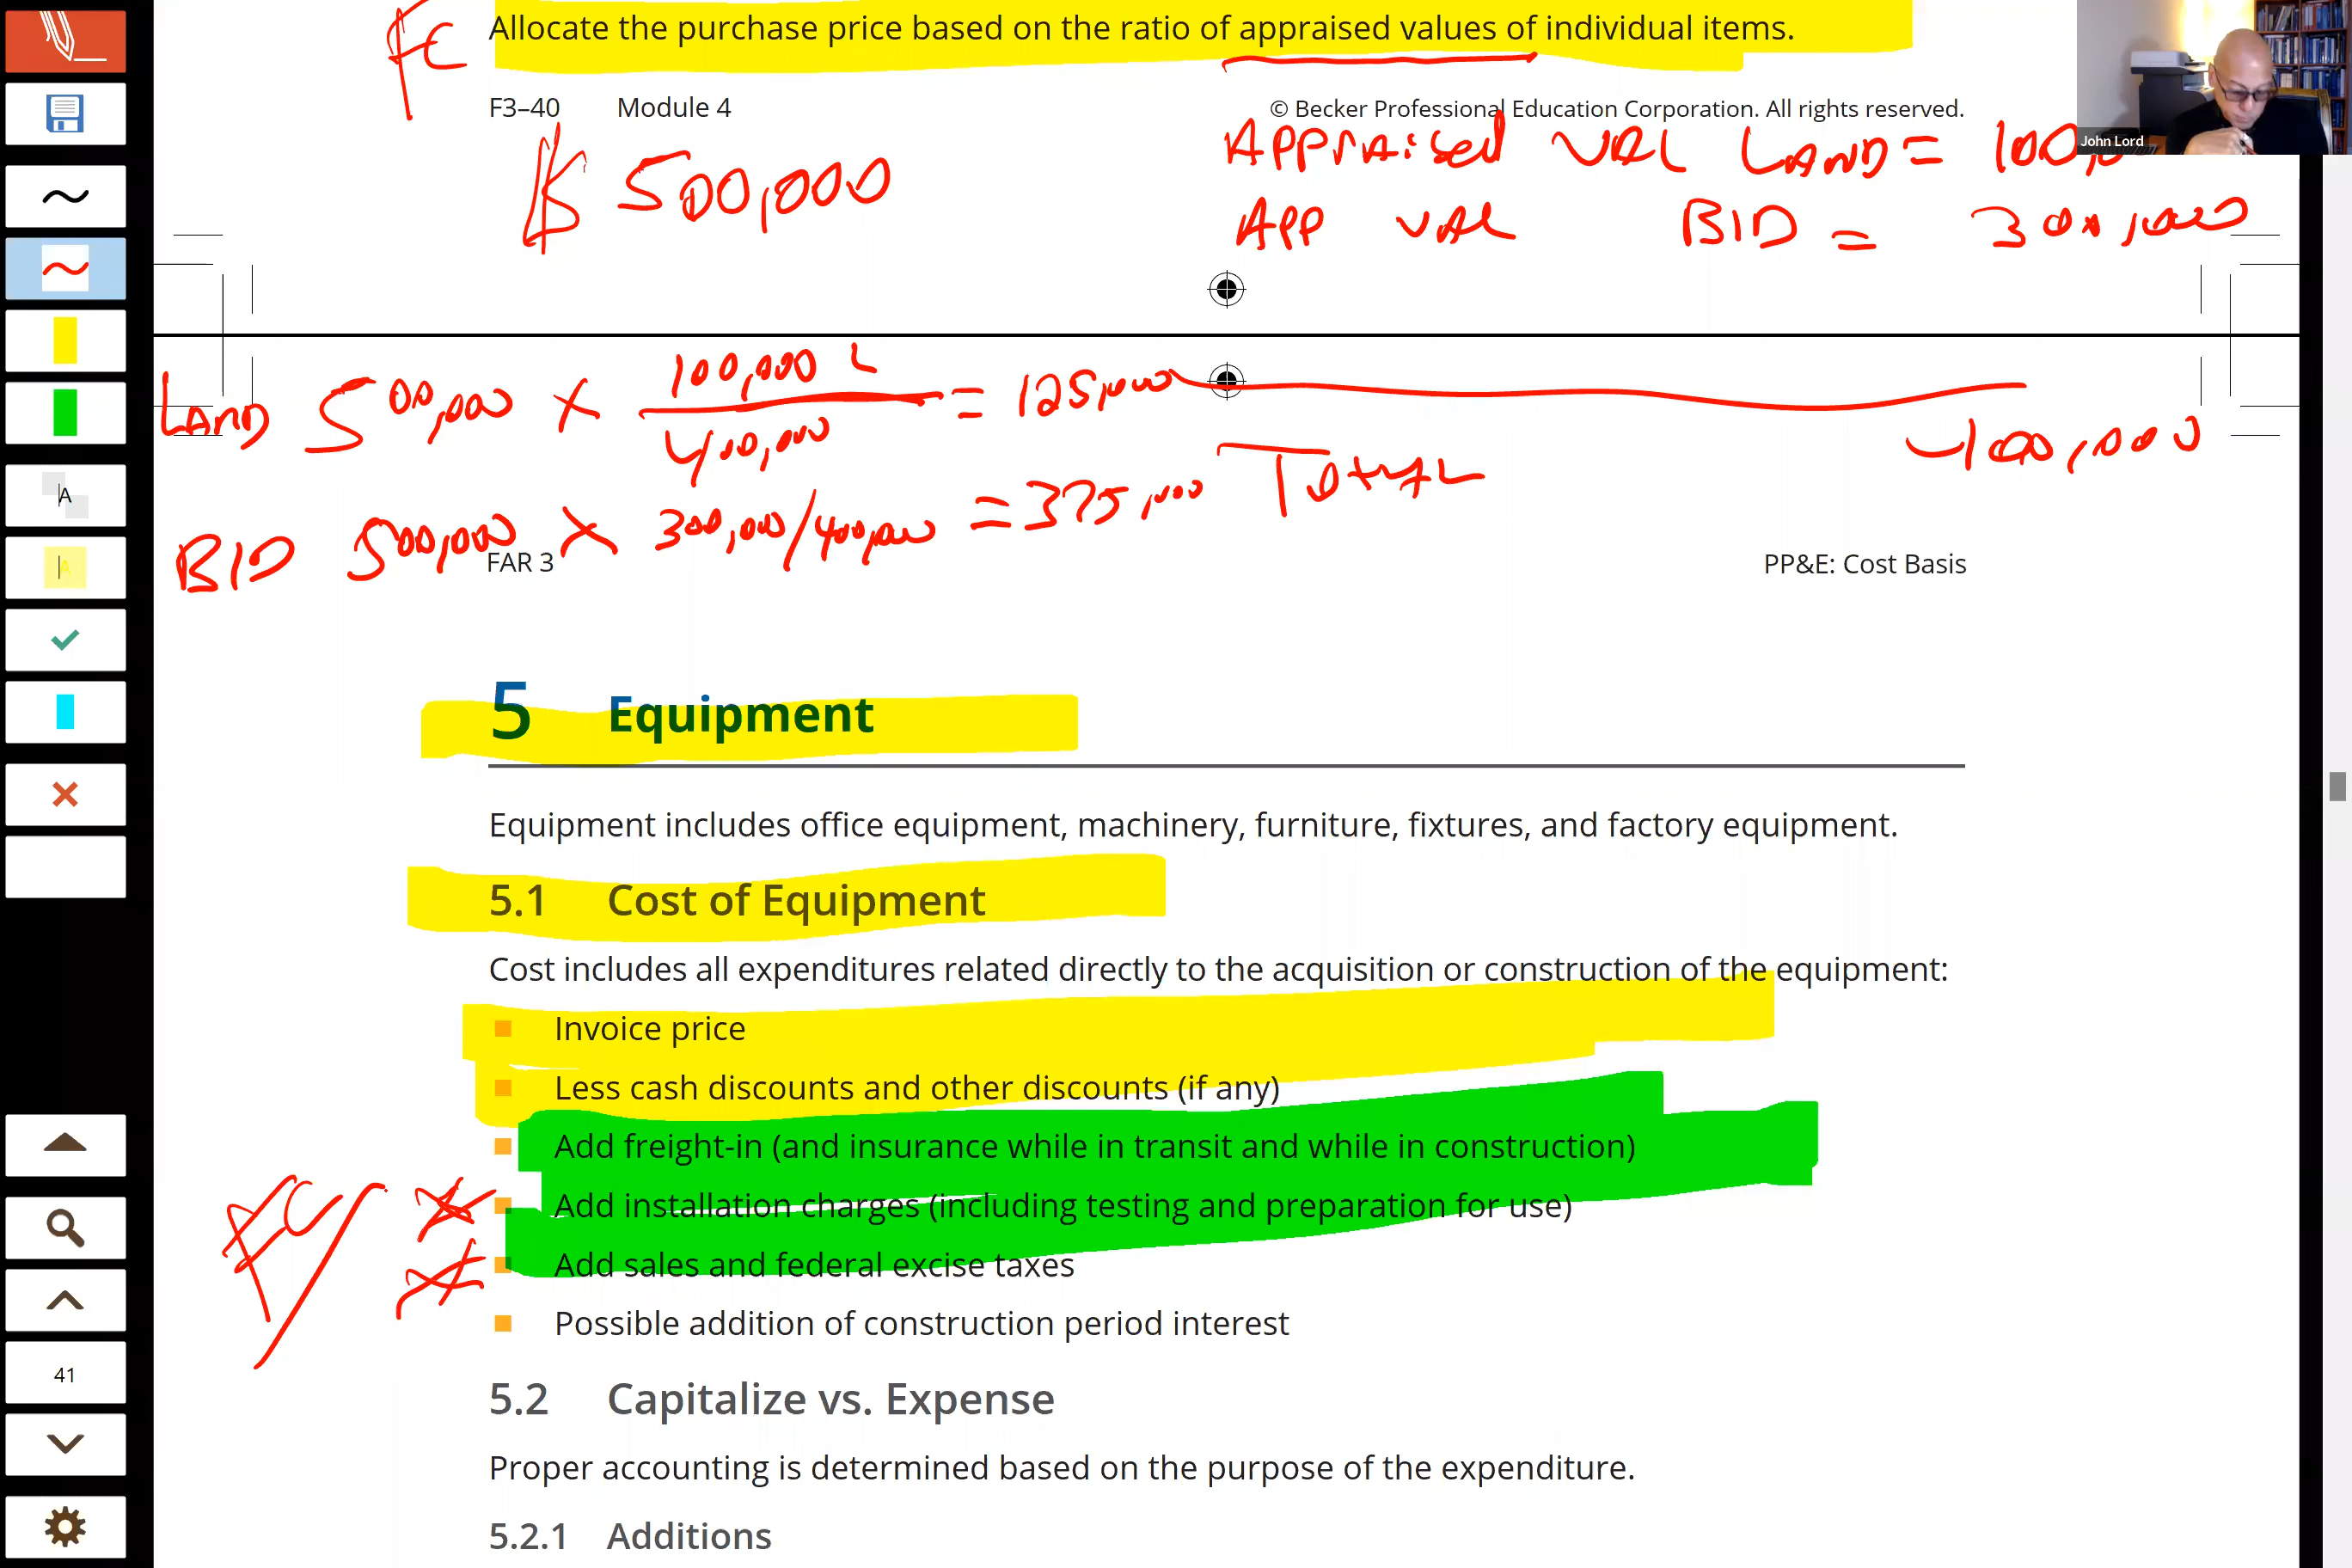 FC Allocate the purchase price based on the ratio of appraised values of individual items.
F3–40 Module 4 © Becker Professional Education Corporation. All rights reserved.
John Lord
$ 500,000 Appraised VAL LAND = 100,0
APP VAL BID = 300,000
LAND 500,000 × 100,000 L / 400,000 = 125,000
400,000
Total
BID 500,000 × 300,000/400,000 = 375,000
FAR 3 PP&E: Cost Basis
5 Equipment
Equipment includes office equipment, machinery, furniture, fixtures, and factory equipment.
5.1 Cost of Equipment
Cost includes all expenditures related directly to the acquisition or construction of the equipment:
Invoice price
Less cash discounts and other discounts (if any)
Add freight-in (and insurance while in transit and while in construction)
FC Add installation charges (including testing and preparation for use)
Add sales and federal excise taxes
Possible addition of construction period interest
41
5.2 Capitalize vs. Expense
Proper accounting is determined based on the purpose of the expenditure.
5.2.1 Additions